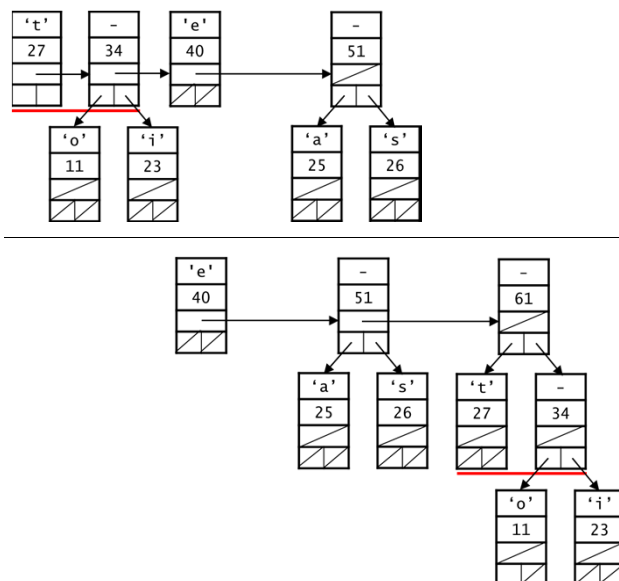 ‘t’ - 'e' -
27 34 40 51
‘o’ ‘i’ ‘a’ ‘s’
11 23 25 26
'e' - -
40 51 61
‘a’ ‘s’ ‘t’ -
25 26 27 34
‘o’ ‘i’
11 23